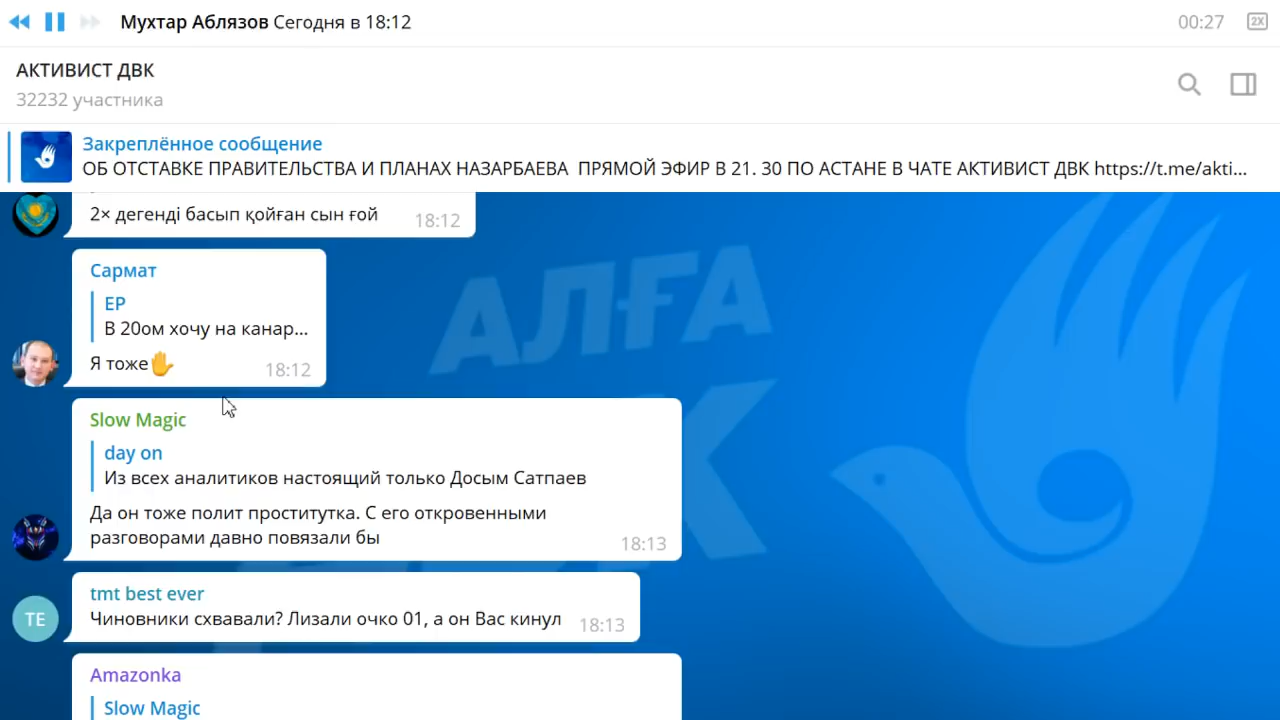 Мухтар Аблязов Сегодня в 18:12
00:27
2X
АКТИВИСТ ДВК
32232 участника
Закреплённое сообщение
ОБ ОТСТАВКЕ ПРАВИТЕЛЬСТВА И ПЛАНАХ НАЗАРБАЕВА ПРЯМОЙ ЭФИР В 21. 30 ПО АСТАНЕ В ЧАТЕ АКТИВИСТ ДВК https://t.me/akti...
2× дегенді басып қойған сын ғой
18:12
Сармат
EP
В 20ом хочу на канар...
Я тоже✋
18:12
Slow Magic
day on
Из всех аналитиков настоящий только Досым Сатпаев
Да он тоже полит проститутка. С его откровенными
разговорами давно повязали бы
18:13
TE
tmt best ever
Чиновники схвавали? Лизали очко 01, а он Вас кинул
18:13
Amazonka
Slow Magic
АЛҒА